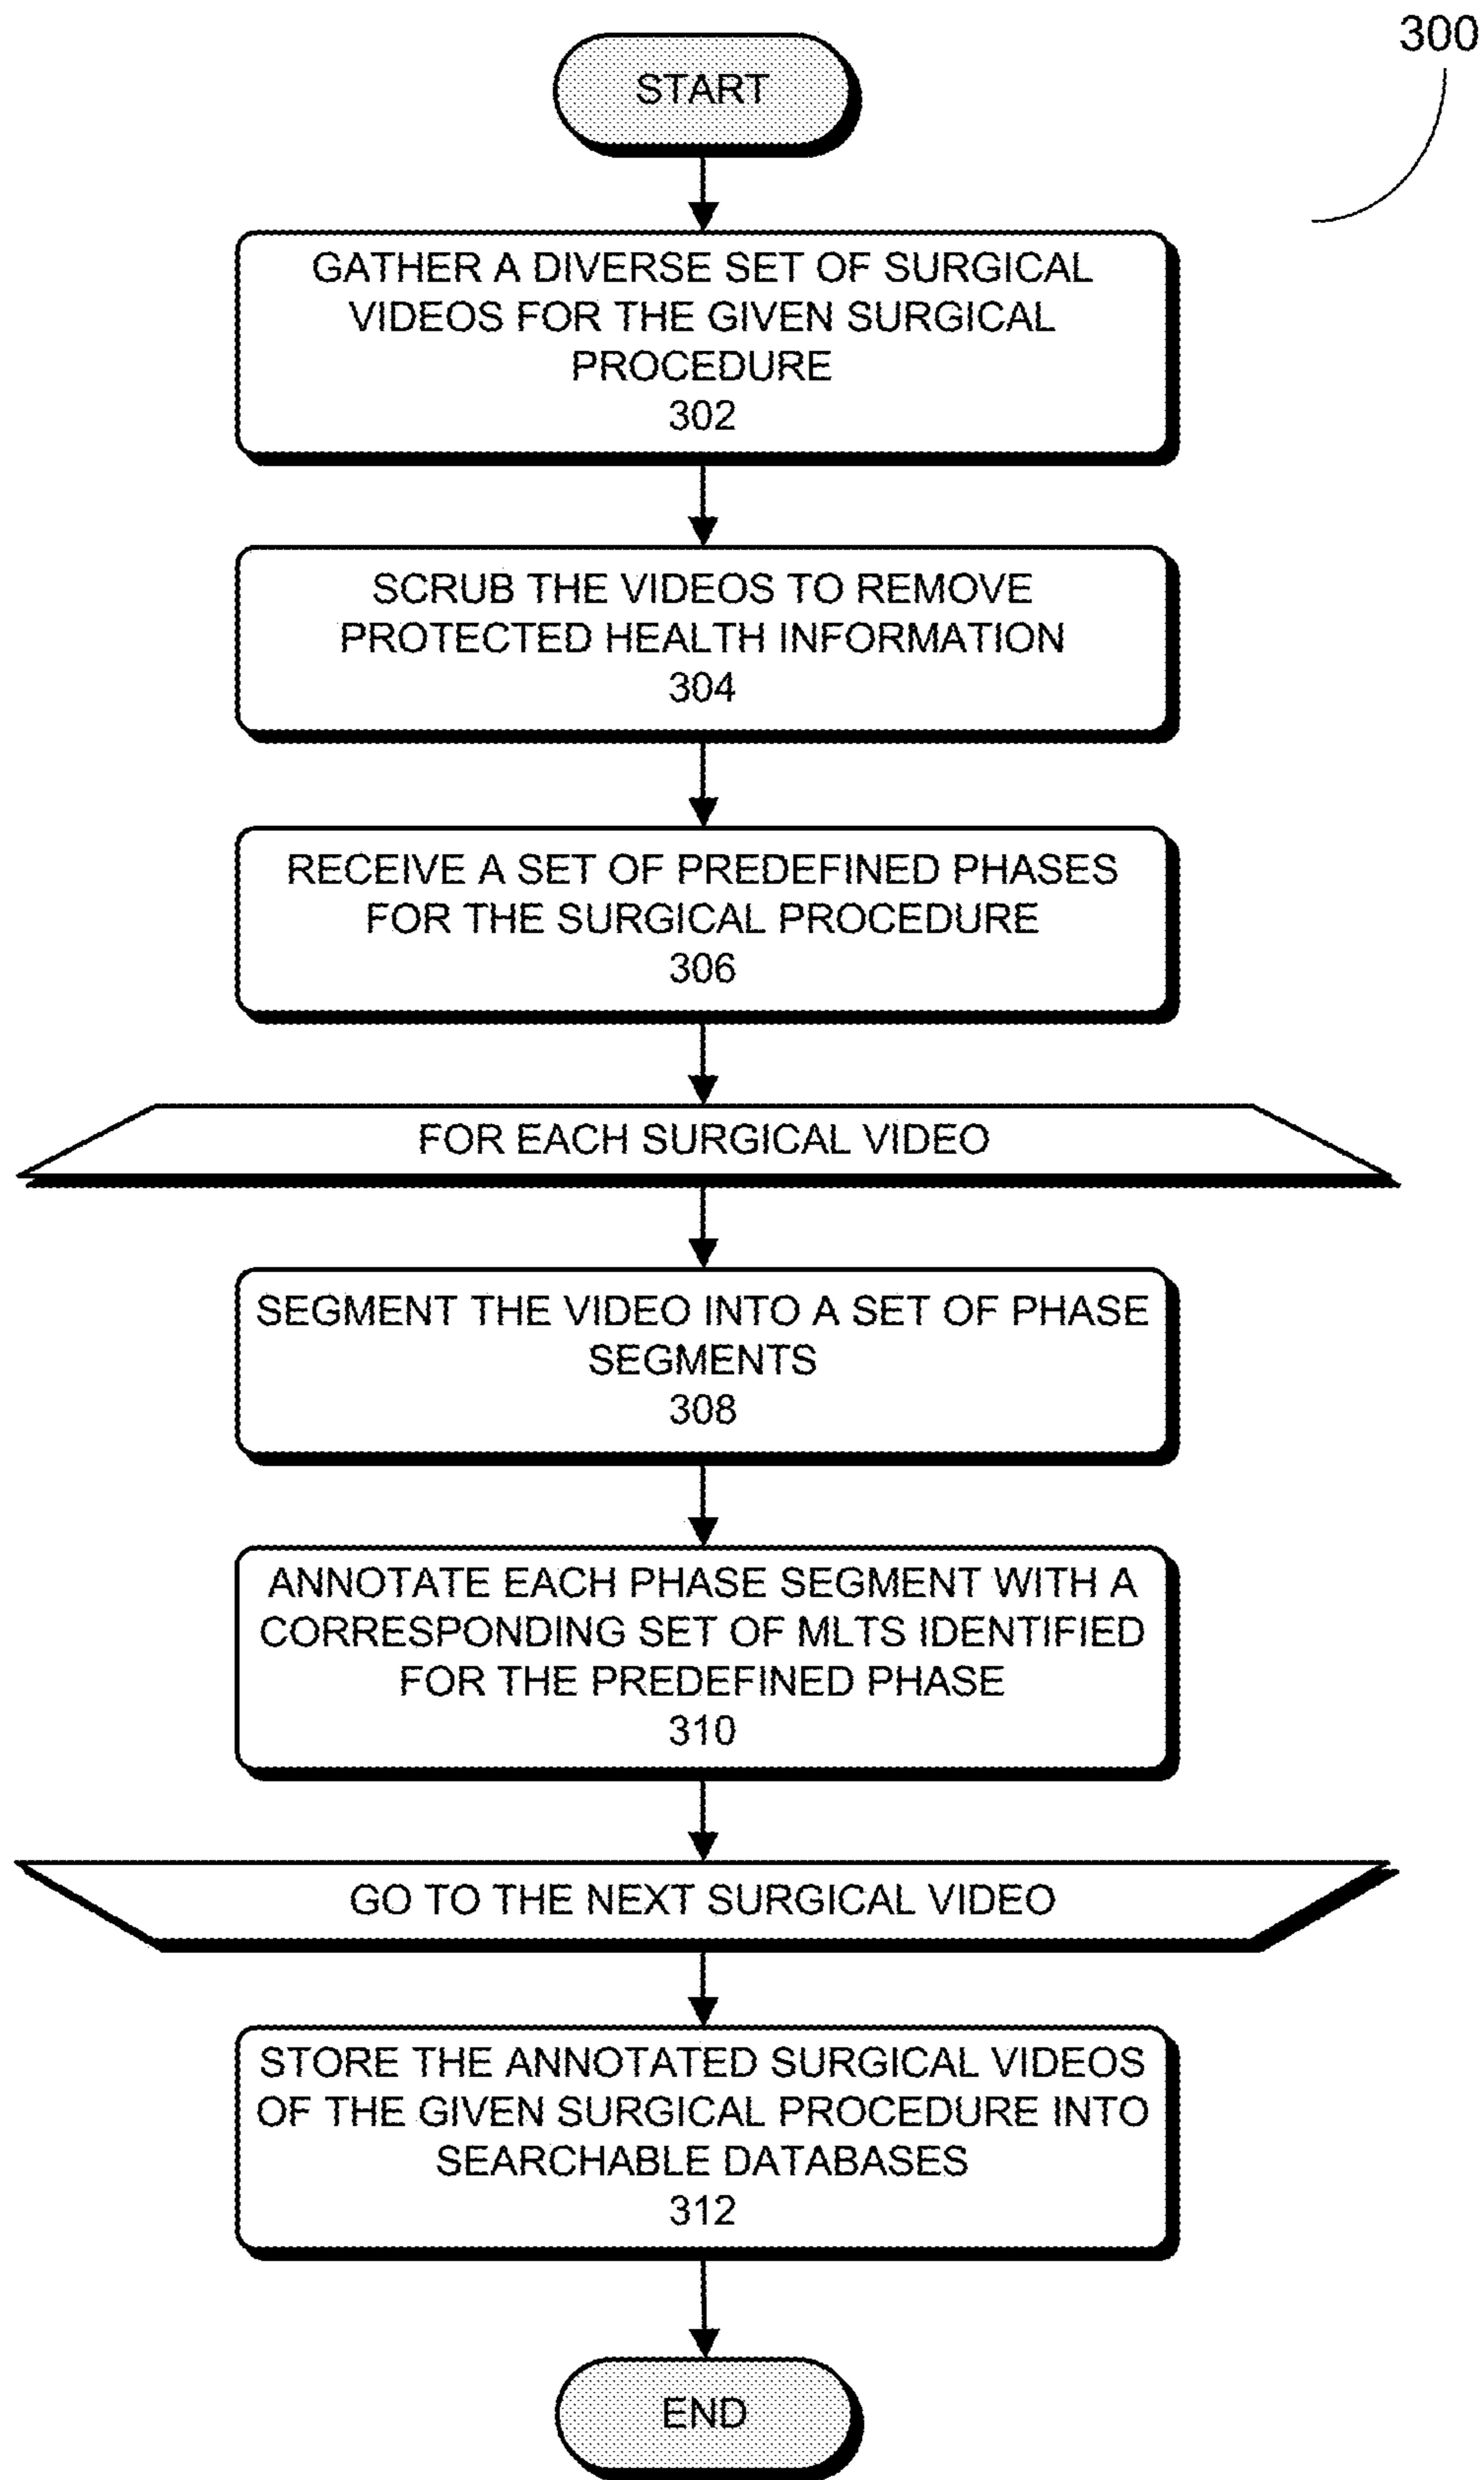 300
START
GATHER A DIVERSE SET OF SURGICAL
VIDEOS FOR THE GIVEN SURGICAL
PROCEDURE
302
SCRUB THE VIDEOS TO REMOVE
PROTECTED HEALTH INFORMATION
304
RECEIVE A SET OF PREDEFINED PHASES
FOR THE SURGICAL PROCEDURE
306
FOR EACH SURGICAL VIDEO
SEGMENT THE VIDEO INTO A SET OF PHASE
SEGMENTS
308
ANNOTATE EACH PHASE SEGMENT WITH A
CORRESPONDING SET OF MLTS IDENTIFIED
FOR THE PREDEFINED PHASE
310
GO TO THE NEXT SURGICAL VIDEO
STORE THE ANNOTATED SURGICAL VIDEOS
OF THE GIVEN SURGICAL PROCEDURE INTO
SEARCHABLE DATABASES
312
END